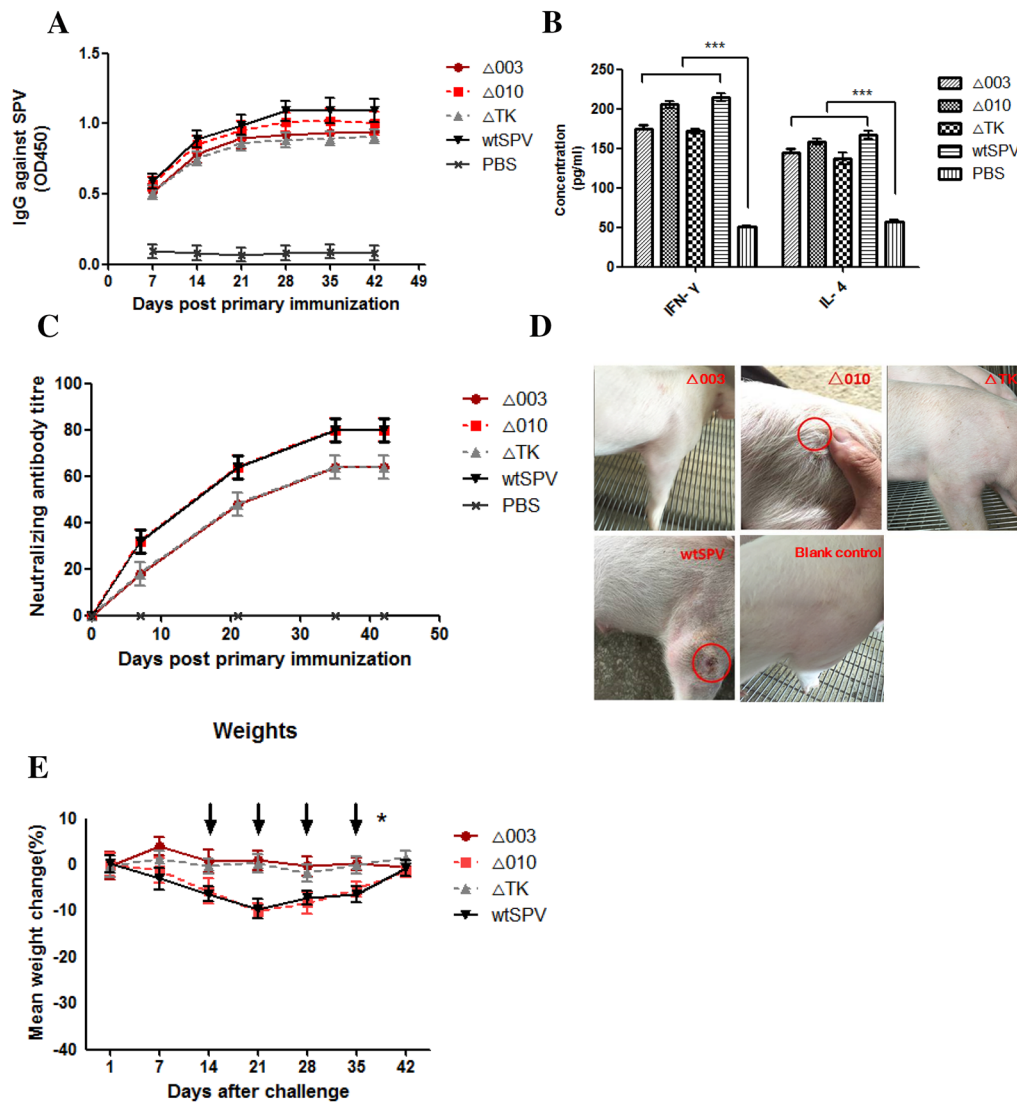 A
1.5
1.0
0.5
0.0
IgG against SPV
(OD450)
7 14 21 28 35 42 49
Days post primary immunization
△003
△010
△TK
wtSPV
PBS
B
250
200
150
100
50
0
Concentration
(pg/ml)
***
***
IFN- γ
IL- 4
△003
△010
△TK
wtSPV
PBS
C
100
80
60
40
20
0
Neutralizing antibody titre
0 10 20 30 40 50
Days post primary immunization
△003
△010
△TK
wtSPV
PBS
D
△003
△010
△TK
wtSPV
Blank control
Weights
E
10
0
-10
-20
-30
-40
Mean weight change(%)
*
1 7 14 21 28 35 42
Days after challenge
△003
△010
△TK
wtSPV